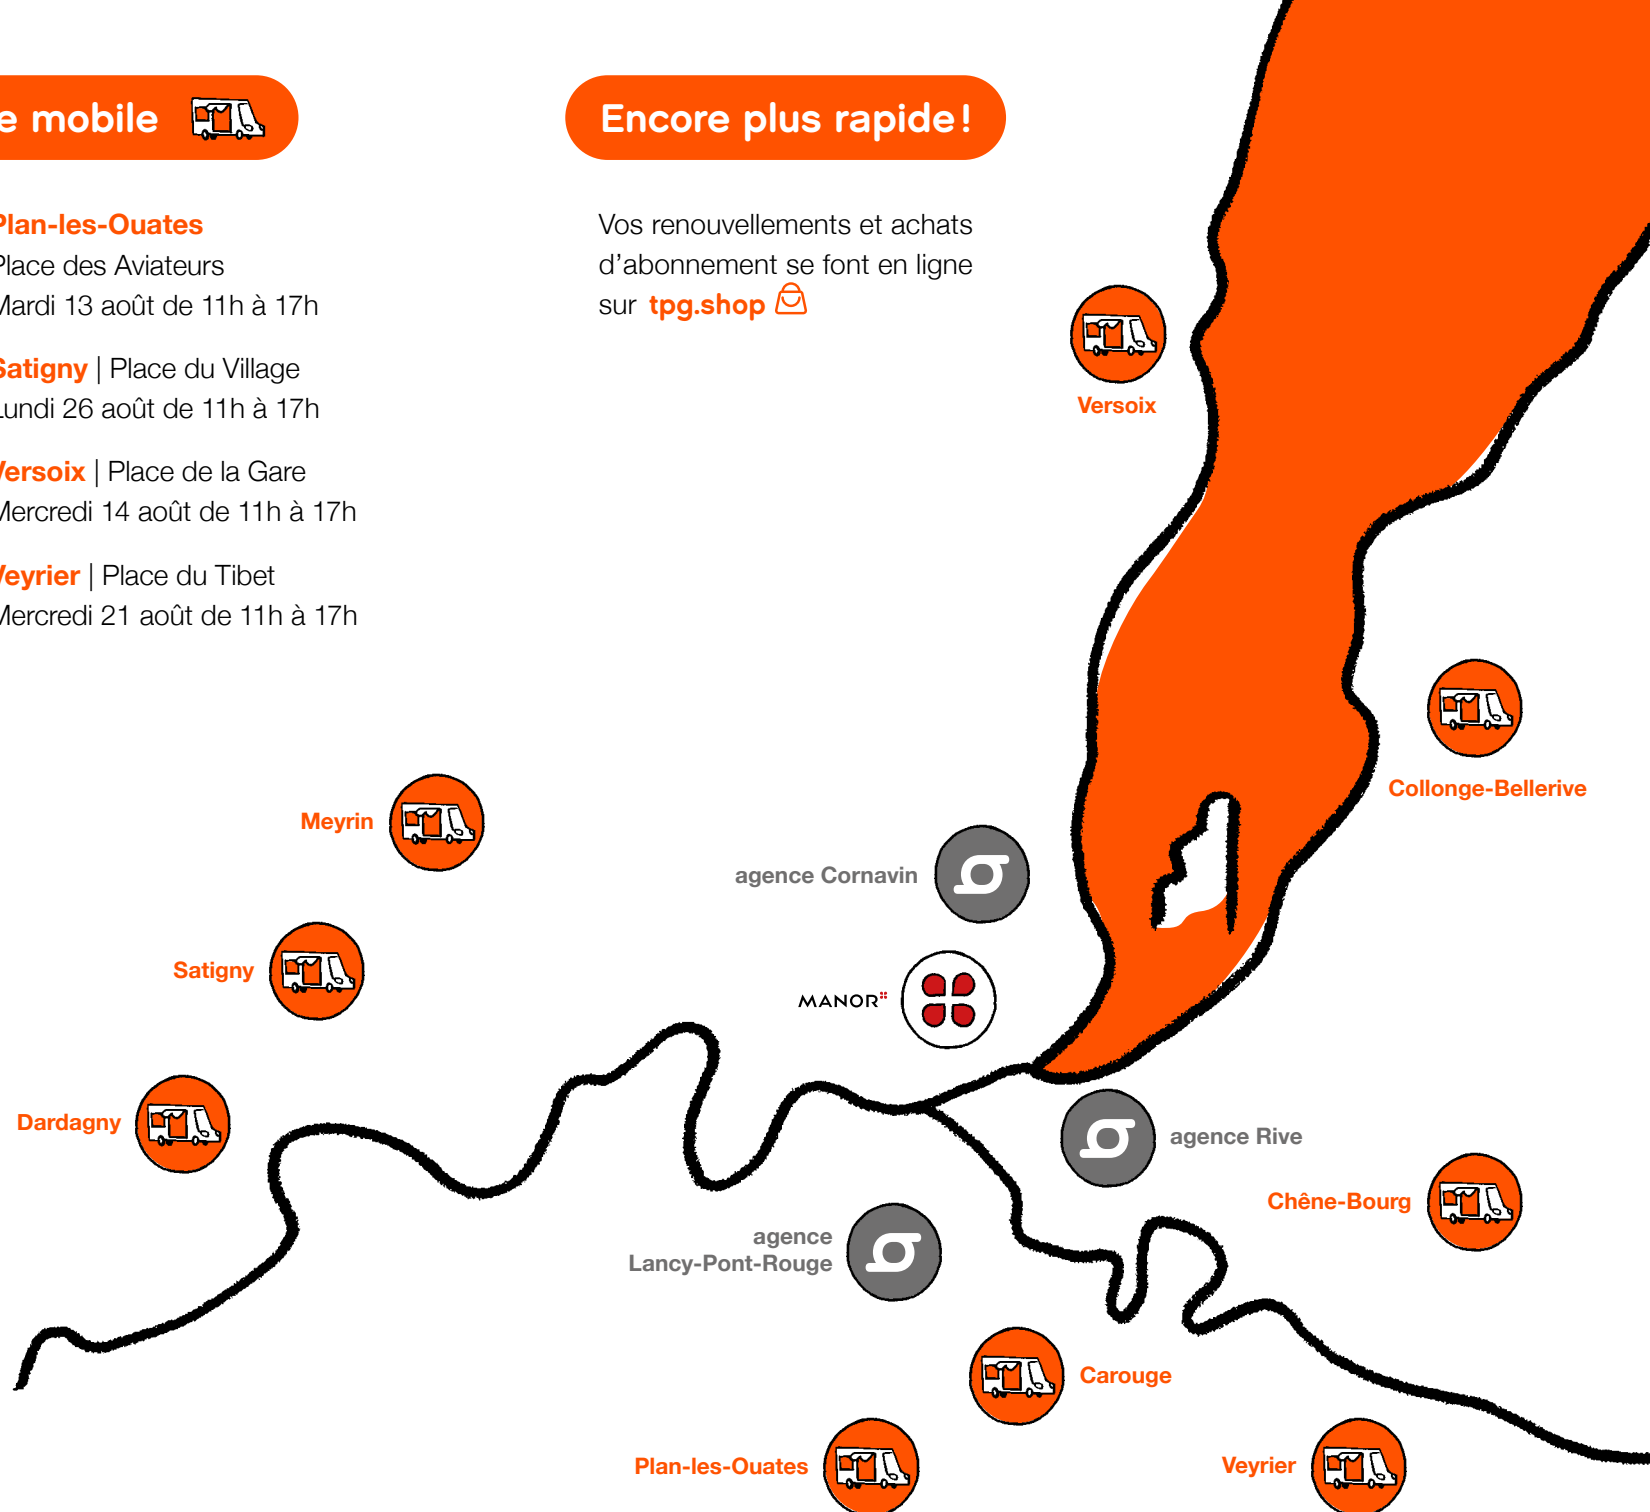 e mobile
Plan-les-Ouates
Place des Aviateurs
Mardi 13 août de 11h à 17h
Satigny | Place du Village
Lundi 26 août de 11h à 17h
Versoix | Place de la Gare
Mercredi 14 août de 11h à 17h
Veyrier | Place du Tibet
Mercredi 21 août de 11h à 17h
Encore plus rapide!
Vos renouvellements et achats
d'abonnement se font en ligne
sur tpg.shop
Versoix
Collonge-Bellerive
Meyrin
agence Cornavin
Satigny
MANOR
Dardagny
agence Rive
Chêne-Bourg
agence
Lancy-Pont-Rouge
Carouge
Plan-les-Ouates
Veyrier